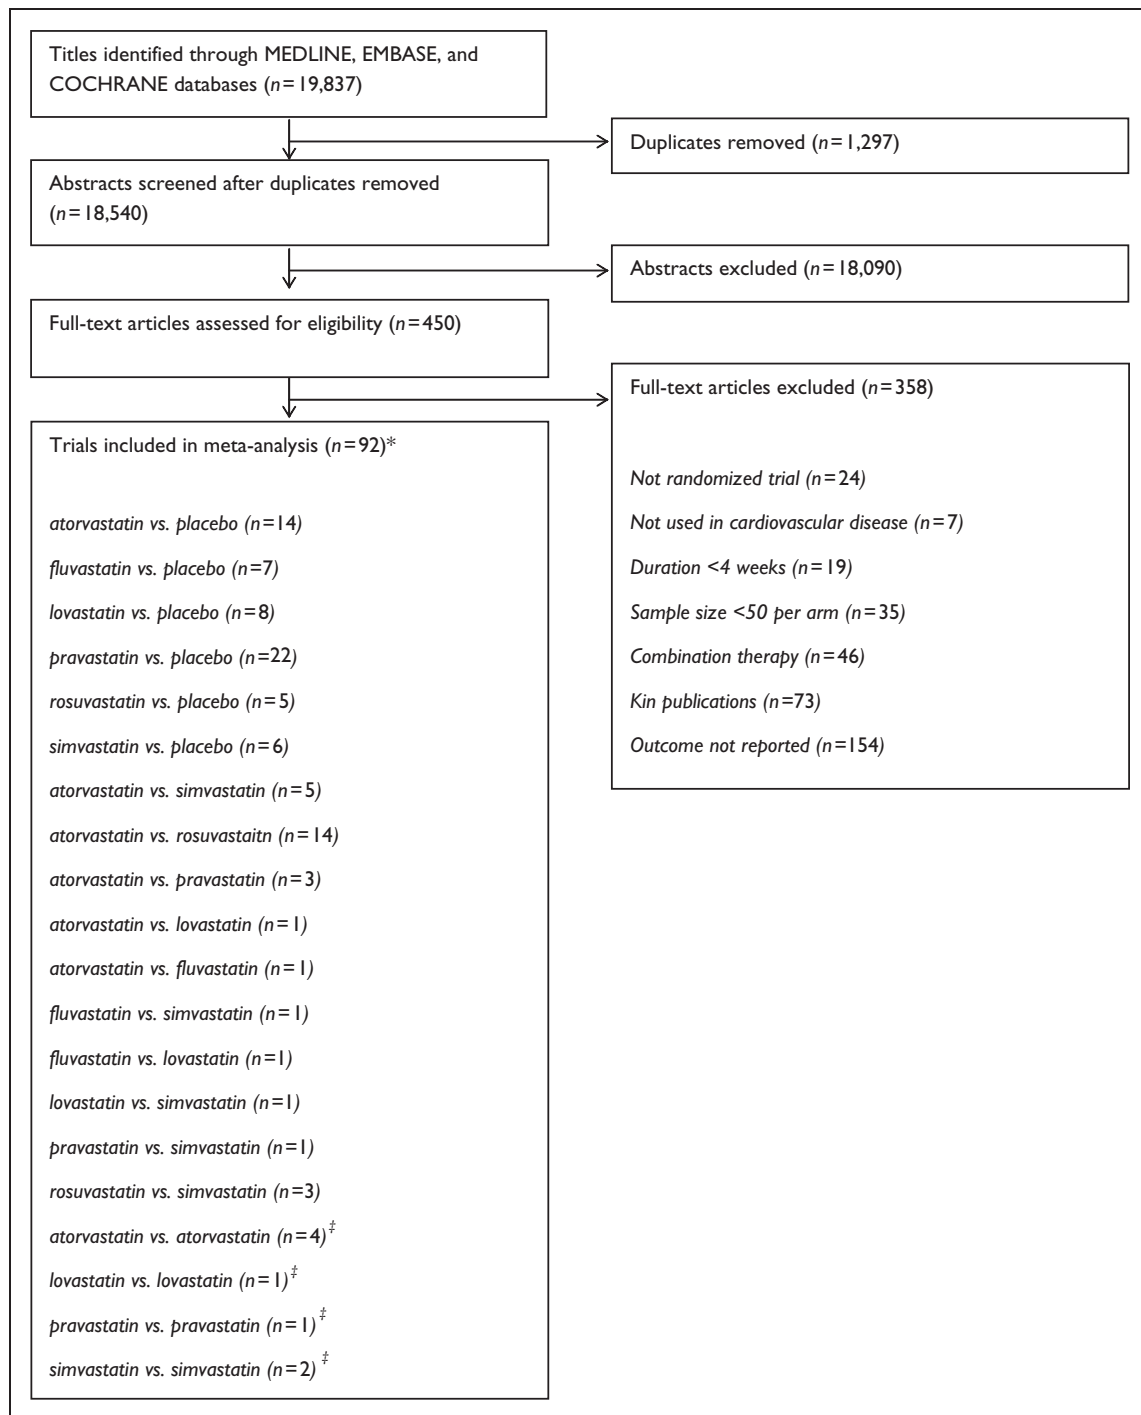 Titles identified through MEDLINE, EMBASE, and
COCHRANE databases (n=19,837)
Duplicates removed (n=1,297)
Abstracts screened after duplicates removed
(n=18,540)
Abstracts excluded (n=18,090)
Full-text articles assessed for eligibility (n=450)
Full-text articles excluded (n=358)
Not randomized trial (n=24)
Not used in cardiovascular disease (n=7)
Duration <4 weeks (n=19)
Sample size <50 per arm (n=35)
Combination therapy (n=46)
Kin publications (n=73)
Outcome not reported (n=154)
Trials included in meta-analysis (n=92)*
atorvastatin vs. placebo (n=14)
fluvastatin vs. placebo (n=7)
lovastatin vs. placebo (n=8)
pravastatin vs. placebo (n=22)
rosuvastatin vs. placebo (n=5)
simvastatin vs. placebo (n=6)
atorvastatin vs. simvastatin (n=5)
atorvastatin vs. rosuvastaitn (n=14)
atorvastatin vs. pravastatin (n=3)
atorvastatin vs. lovastatin (n=1)
atorvastatin vs. fluvastatin (n=1)
fluvastatin vs. simvastatin (n=1)
fluvastatin vs. lovastatin (n=1)
lovastatin vs. simvastatin (n=1)
pravastatin vs. simvastatin (n=1)
rosuvastatin vs. simvastatin (n=3)
atorvastatin vs. atorvastatin (n=4)‡
lovastatin vs. lovastatin (n=1)‡
pravastatin vs. pravastatin (n=1)‡
simvastatin vs. simvastatin (n=2)‡